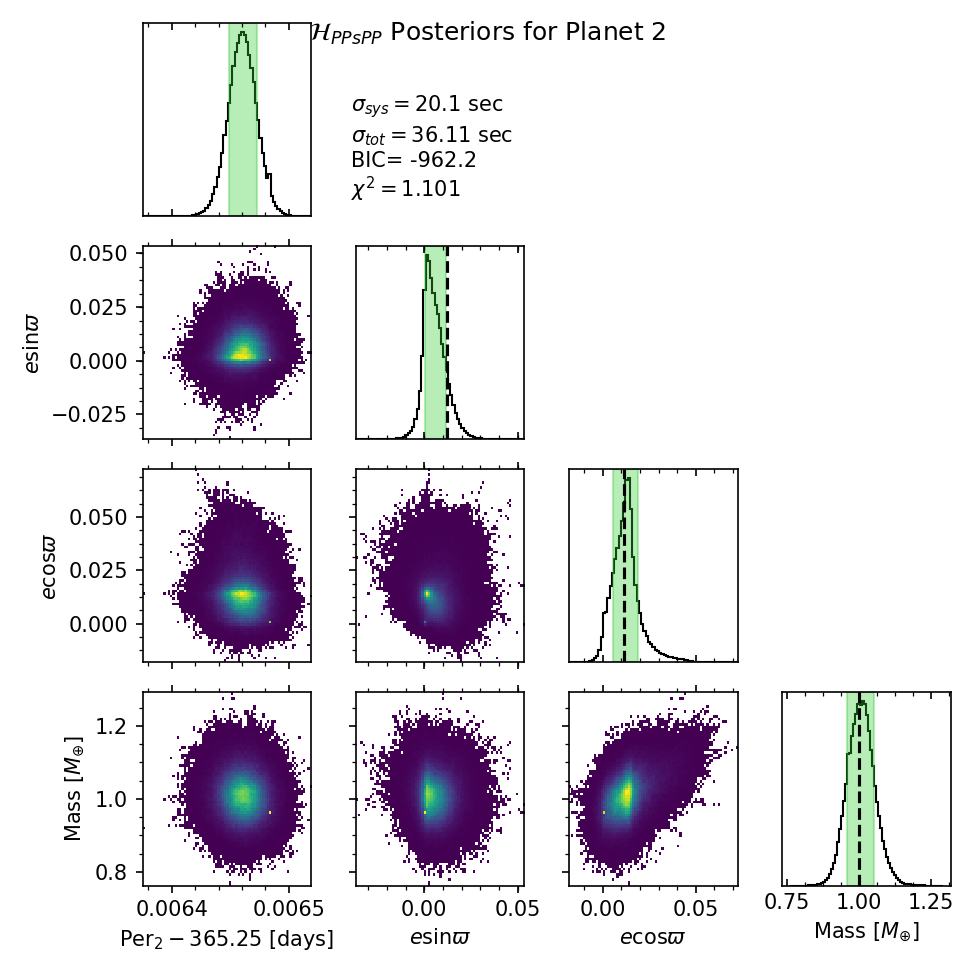 ℋ_PPsPP Posteriors for Planet 2
σ_sys = 20.1 sec
σ_tot = 36.11 sec
BIC= -962.2
χ² = 1.101
0.050
0.025
0.000
−0.025
esinϖ
0.050
0.025
0.000
ecosϖ
1.2
1.0
0.8
Mass [M⊕]
0.0064 0.0065
Per₂ − 365.25 [days]
0.00 0.05
esinϖ
0.00 0.05
ecosϖ
0.75 1.00 1.25
Mass [M⊕]